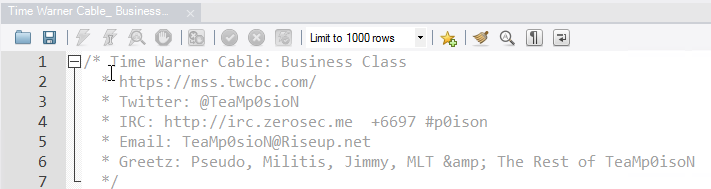 Time Warner Cable_ Business...
Limit to 1000 rows
1 /* Time Warner Cable: Business Class
2 * https://mss.twcbc.com/
3 * Twitter: @TeaMp0sioN
4 * IRC: http://irc.zerosec.me +6697 #p0ison
5 * Email: TeaMp0sioN@Riseup.net
6 * Greetz: Pseudo, Militis, Jimmy, MLT &amp; The Rest of TeaMp0isoN
7 */